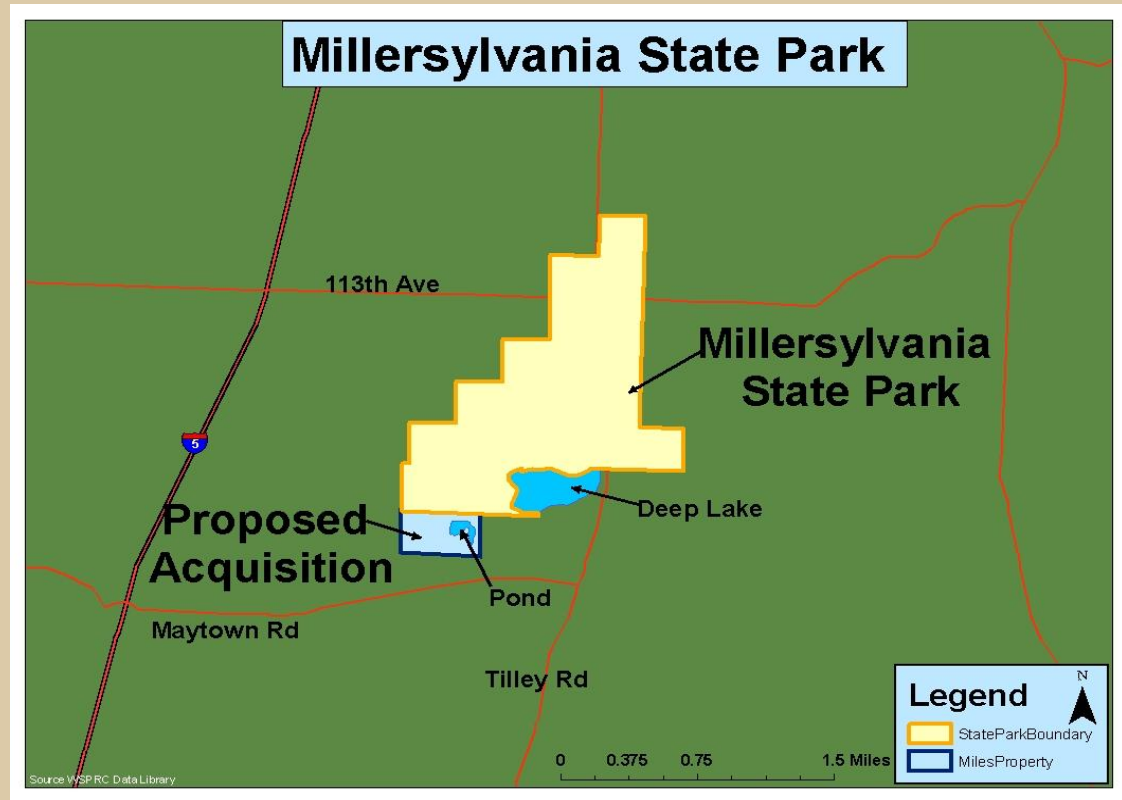 Millersylvania State Park
113th Ave
Millersylvania
State Park
5
Deep Lake
Proposed
Acquisition
Pond
Maytown Rd
Tilley Rd
N
Legend
StateParkBoundary
MilesProperty
0 0.375 0.75 1.5 Miles
Source WSPRC Data Library